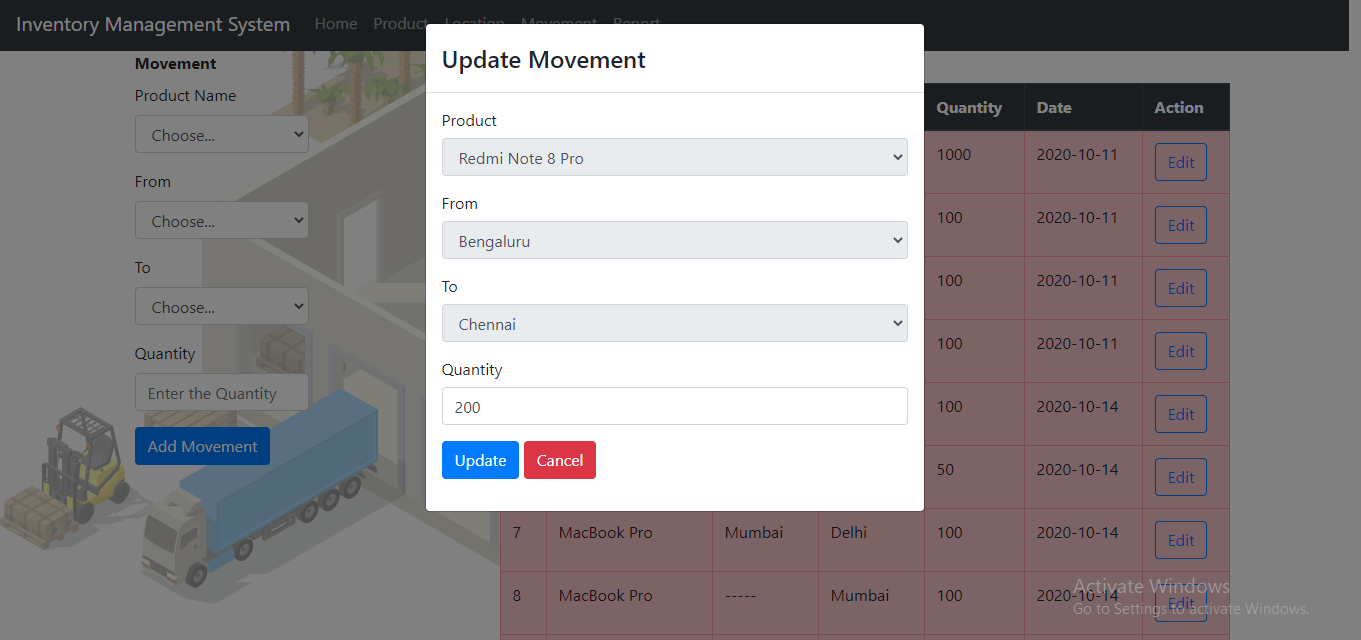 Inventory Management System Home Product Location Movement Report
Movement
Product Name
Choose...
From
Choose...
To
Choose...
Quantity
Enter the Quantity
Add Movement
Update Movement
Product
Redmi Note 8 Pro
From
Bengaluru
To
Chennai
Quantity
200
Update Cancel
Quantity Date Action
1000 2020-10-11 Edit
100 2020-10-11 Edit
100 2020-10-11 Edit
100 2020-10-11 Edit
100 2020-10-14 Edit
50 2020-10-14 Edit
7 MacBook Pro Mumbai Delhi 100 2020-10-14 Edit
8 MacBook Pro ----- Mumbai 100 2020-10-14 Edit
Activate Windows
Go to Settings to activate Windows.